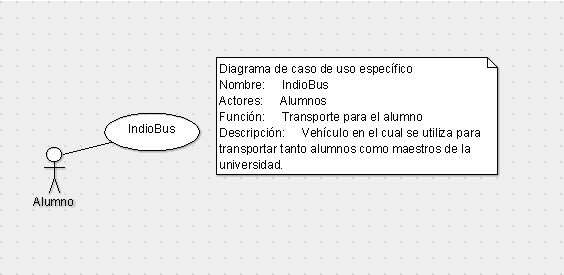 IndioBus
Alumno
Diagrama de caso de uso específico
Nombre: IndioBus
Actores: Alumnos
Función: Transporte para el alumno
Descripción: Vehículo en el cual se utiliza para
transportar tanto alumnos como maestros de la
universidad.